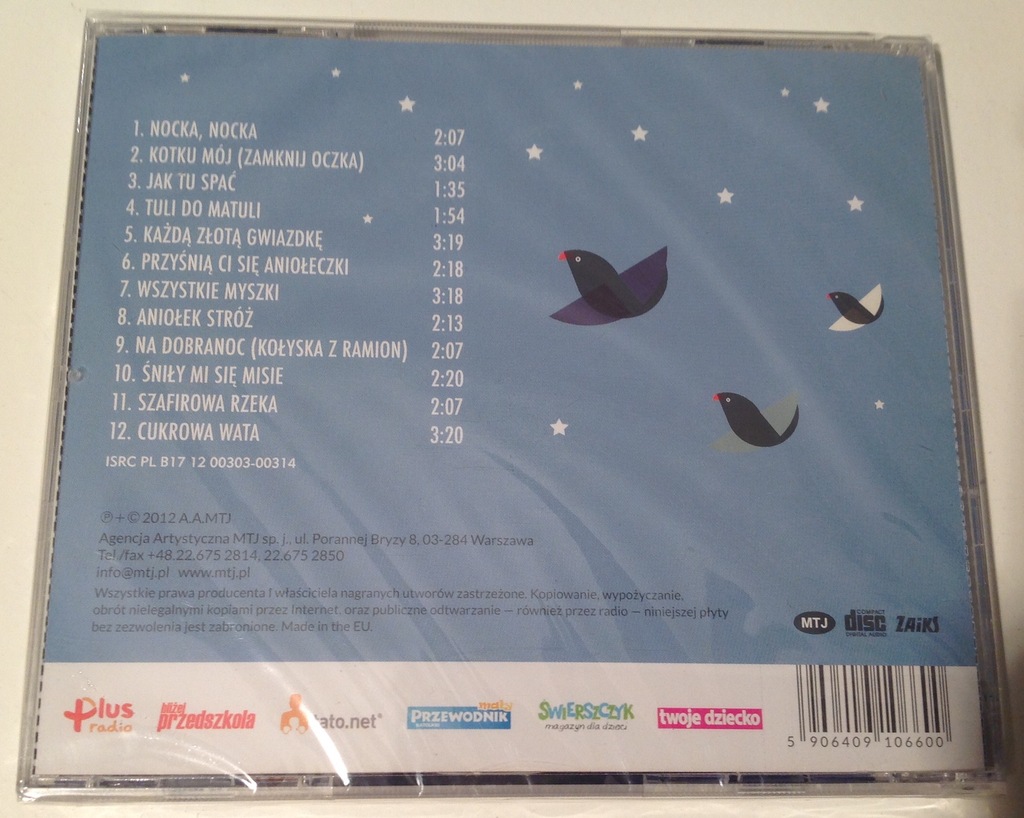 1. NOCKA, NOCKA 2:07
2. KOTKU MÓJ (ZAMKNIJ OCZKA) 3:04
3. JAK TU SPAĆ 1:35
4. TULI DO MATULI 1:54
5. KAŻDĄ ZŁOTĄ GWIAZDKĘ 3:19
6. PRZYŚNIĄ CI SIĘ ANIOŁECZKI 2:18
7. WSZYSTKIE MYSZKI 3:18
8. ANIOŁEK STRÓŻ 2:13
9. NA DOBRANOC (KOŁYSKA Z RAMION) 2:07
10. ŚNIŁY MI SIĘ MISIE 2:20
11. SZAFIROWA RZEKA 2:07
12. CUKROWA WATA 3:20
ISRC PL B17 12 00303-00314
℗ + © 2012 A.A.MTJ
Agencja Artystyczna MTJ sp. j., ul. Porannej Bryzy 8, 03-284 Warszawa
Tel./fax +48.22.675 2814, 22.675 2850
info@mtj.pl www.mtj.pl
Wszystkie prawa producenta i właściciela nagranych utworów zastrzeżone. Kopiowanie, wypożyczanie,
obrót nielegalnymi kopiami przez Internet, oraz publiczne odtwarzanie — również przez radio — niniejszej płyty
bez zezwolenia jest zabronione. Made in the EU.
MTJ COMPACT disc DIGITAL AUDIO ZAiKS
Plus radio
bliżej przedszkola
tato.net
mały PRZEWODNIK KATOLICKI
ŚWIERSZCZYK magazyn dla dzieci
twoje dziecko
5 906409 106600